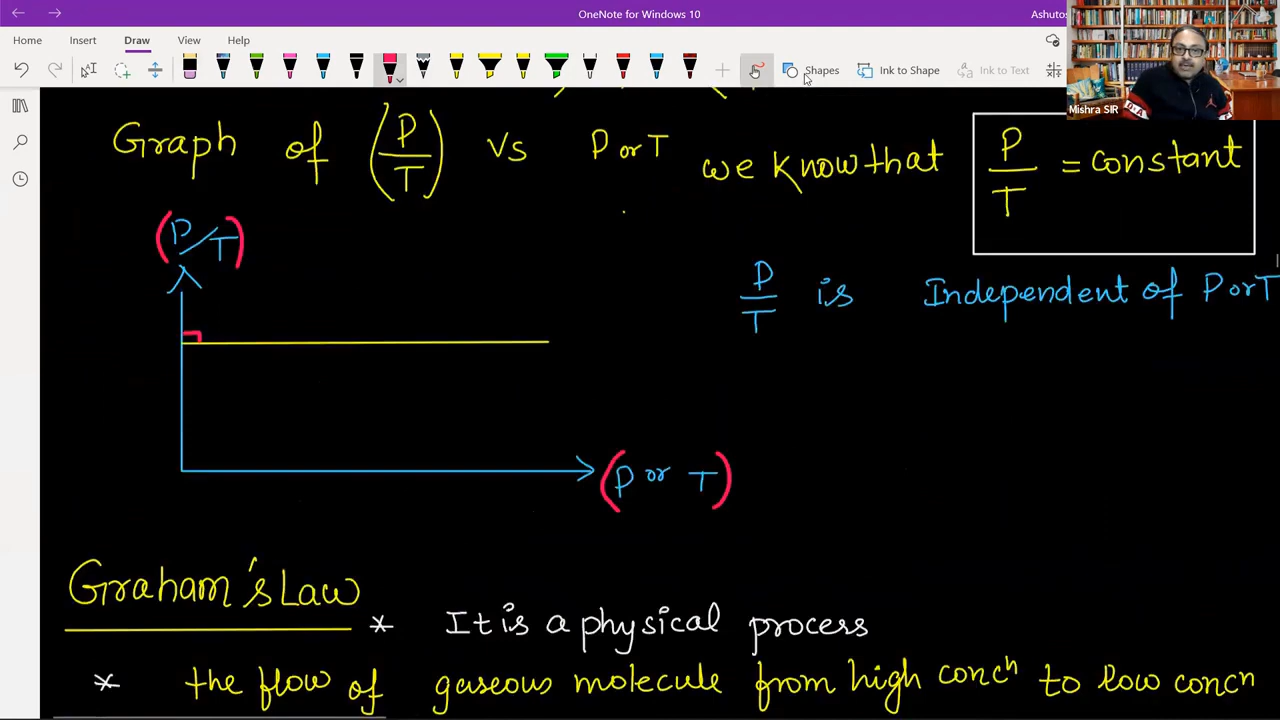 OneNote for Windows 10
Ashutos
Home Insert Draw View Help
Shapes Ink to Shape Ink to Text
Mishra SIR
Graph of (P/T) Vs P or T we know that P/T = constant
(P/T)
P/T is Independent of P or T
(P or T)
Graham's Law * It is a physical process
* the flow of gaseous molecule from high concn to low concn